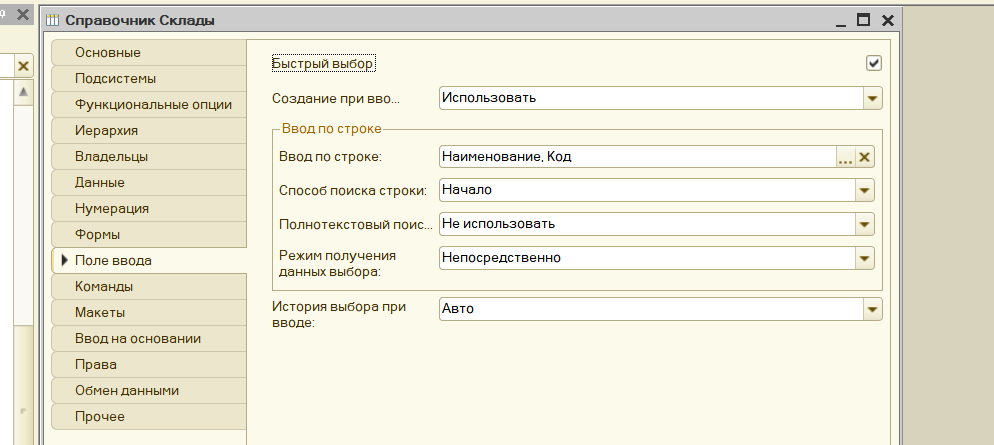 Справочник Склады
Основные
Подсистемы
Функциональные опции
Иерархия
Владельцы
Данные
Нумерация
Формы
Поле ввода
Команды
Макеты
Ввод на основании
Права
Обмен данными
Прочее
Быстрый выбор
Создание при вво... Использовать
Ввод по строке
Ввод по строке: Наименование, Код ...
Способ поиска строки: Начало
Полнотекстовый поис... Не использовать
Режим получения
данных выбора: Непосредственно
История выбора при
вводе: Авто